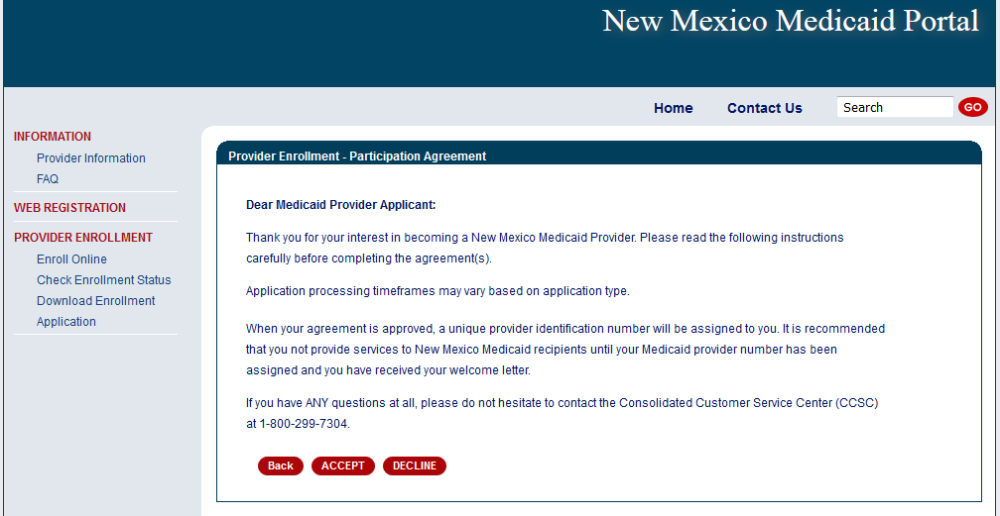 New Mexico Medicaid Portal
Home
Contact Us
Search
GO
INFORMATION
Provider Information
FAQ
WEB REGISTRATION
PROVIDER ENROLLMENT
Enroll Online
Check Enrollment Status
Download Enrollment
Application
Provider Enrollment - Participation Agreement
Dear Medicaid Provider Applicant:
Thank you for your interest in becoming a New Mexico Medicaid Provider. Please read the following instructions
carefully before completing the agreement(s).
Application processing timeframes may vary based on application type.
When your agreement is approved, a unique provider identification number will be assigned to you. It is recommended
that you not provide services to New Mexico Medicaid recipients until your Medicaid provider number has been
assigned and you have received your welcome letter.
If you have ANY questions at all, please do not hesitate to contact the Consolidated Customer Service Center (CCSC)
at 1-800-299-7304.
Back
ACCEPT
DECLINE